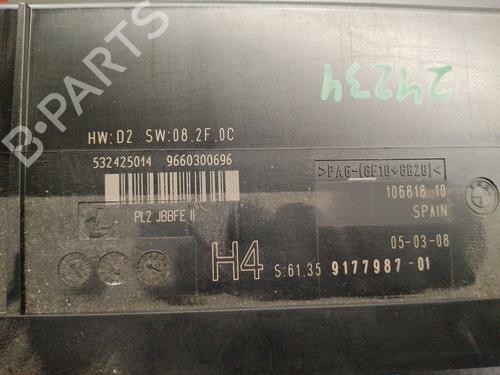 24234
HW:D2 SW:08.2F.0C
532425014 9660300696
>PA6-(GF10+GB20)<
106818 10
PL2 JBBFE II
SPAIN
05-03-08
H4 S:61.35 9177987-01
B-PARTS